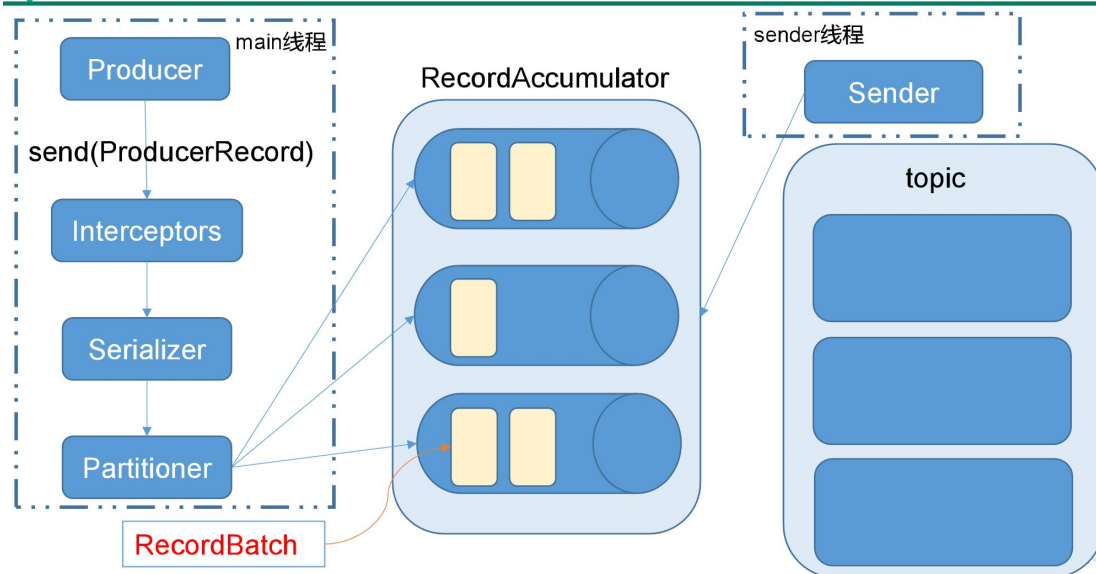 main线程
Producer
send(ProducerRecord)
Interceptors
Serializer
Partitioner
RecordBatch
RecordAccumulator
sender线程
Sender
topic